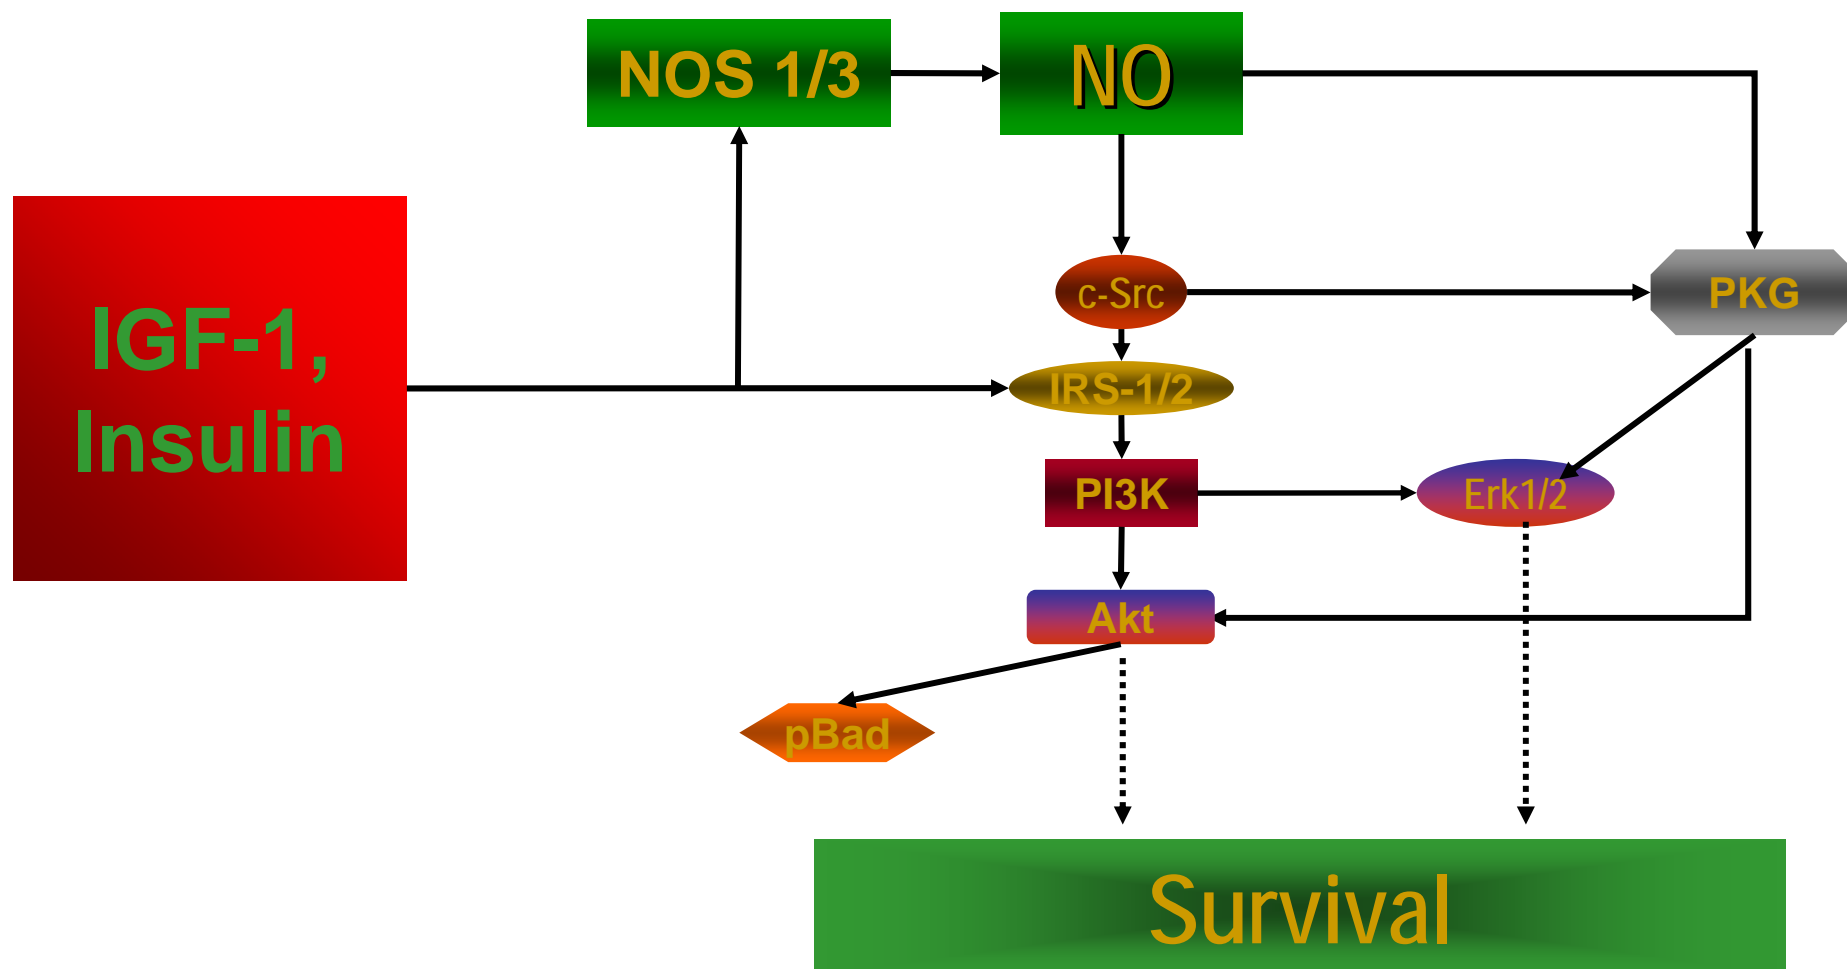 NOS 1/3
NO
IGF-1,
Insulin
c-Src
PKG
IRS-1/2
PI3K
Erk1/2
Akt
pBad
Survival